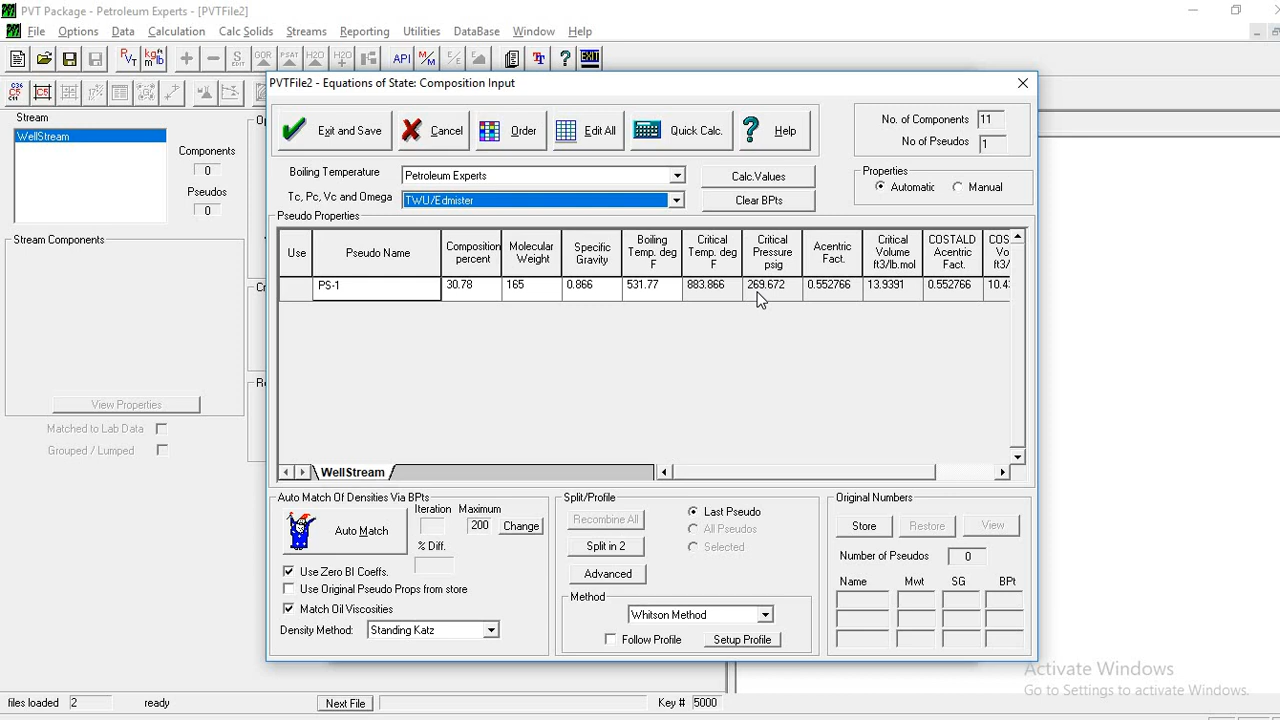 PVT Package - Petroleum Experts - [PVTFile2]
File Options Data Calculation Calc Solids Streams Reporting Utilities DataBase Window Help
Stream
WellStream
Components
0
Pseudos
0
Stream Components
View Properties
Matched to Lab Data
Grouped / Lumped
PVTFile2 - Equations of State: Composition Input
Exit and Save Cancel Order Edit All Quick Calc. Help
No. of Components 11
No of Pseudos 1
Boiling Temperature Petroleum Experts Calc.Values
Tc, Pc, Vc and Omega TWU/Edmister Clear BPts
Properties
Automatic Manual
Pseudo Properties
Use Pseudo Name Composition percent Molecular Weight Specific Gravity Boiling Temp. deg F Critical Temp. deg F Critical Pressure psig Acentric Fact. Critical Volume ft3/lb.mol COSTALD Acentric Fact. COS Vo ft3/
PS-1 30.78 165 0.866 531.77 883.866 269.672 0.552766 13.9391 0.552766
WellStream
Auto Match Of Densities Via BPts
Auto Match
Iteration Maximum
200 Change
% Diff.
Use Zero BI Coeffs.
Use Original Pseudo Props from store
Match Oil Viscosities
Density Method: Standing Katz
Split/Profile
Recombine All
Split in 2
Advanced
Last Pseudo
All Pseudos
Selected
Method
Whitson Method
Follow Profile Setup Profile
Original Numbers
Store Restore View
Number of Pseudos 0
Name Mwt SG BPt
Activate Windows
Go to Settings to activate Windows.
files loaded 2 ready Next File Key # 5000